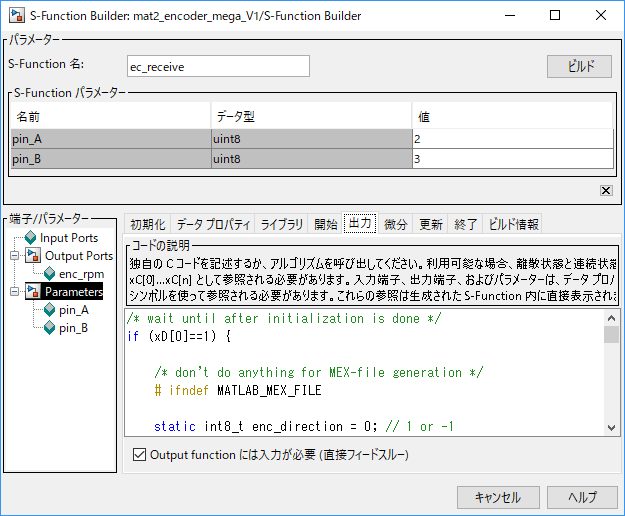 S-Function Builder: mat2_encoder_mega_V1/S-Function Builder
パラメーター
S-Function 名:
ec_receive
ビルド
S-Function パラメーター
名前 データ型 値
pin_A uint8 2
pin_B uint8 3
端子/パラメーター
Input Ports
Output Ports
enc_rpm
Parameters
pin_A
pin_B
初期化 データ プロパティ ライブラリ 開始 出力 微分 更新 終了 ビルド情報
コードの説明
独自の C コードを記述するか、アルゴリズムを呼び出してください。利用可能な場合、離散状態と連続状態
xC[0]...xC[n] として参照される必要があります。入力端子、出力端子、およびパラメーターは、データ プロパ
シンボルを使って参照される必要があります。これらの参照は生成された S-Function 内に直接表示され
/* wait until after initialization is done */
if (xD[0]==1) {
/* don't do anything for MEX-file generation */
# ifndef MATLAB_MEX_FILE
static int8_t enc_direction = 0; // 1 or -1
Output function には入力が必要 (直接フィードスルー)
キャンセル
ヘルプ